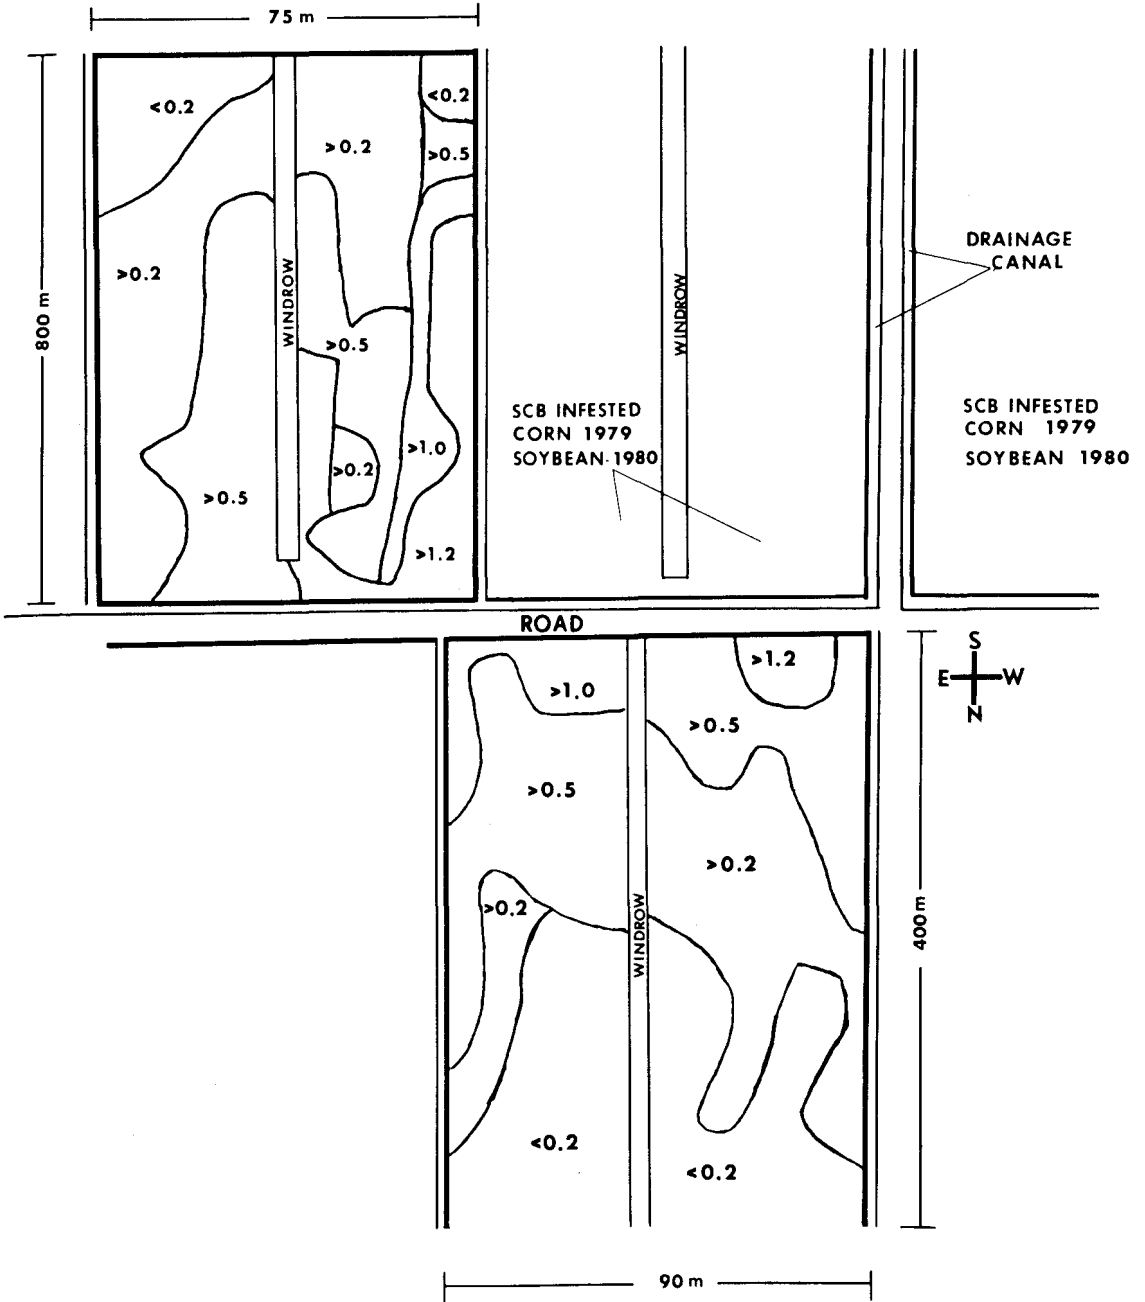 75 m
<0.2
<0.2
>0.2
>0.5
>0.2
800 m
WINDROW
>0.5
>1.0
>0.2
>0.5
>1.2
WINDROW
DRAINAGE
CANAL
SCB INFESTED
CORN 1979
SOYBEAN 1980
SCB INFESTED
CORN 1979
SOYBEAN 1980
ROAD
S
E W
N
>1.2
>1.0
>0.5
>0.5
>0.2
>0.2
WINDROW
400 m
<0.2
<0.2
90 m